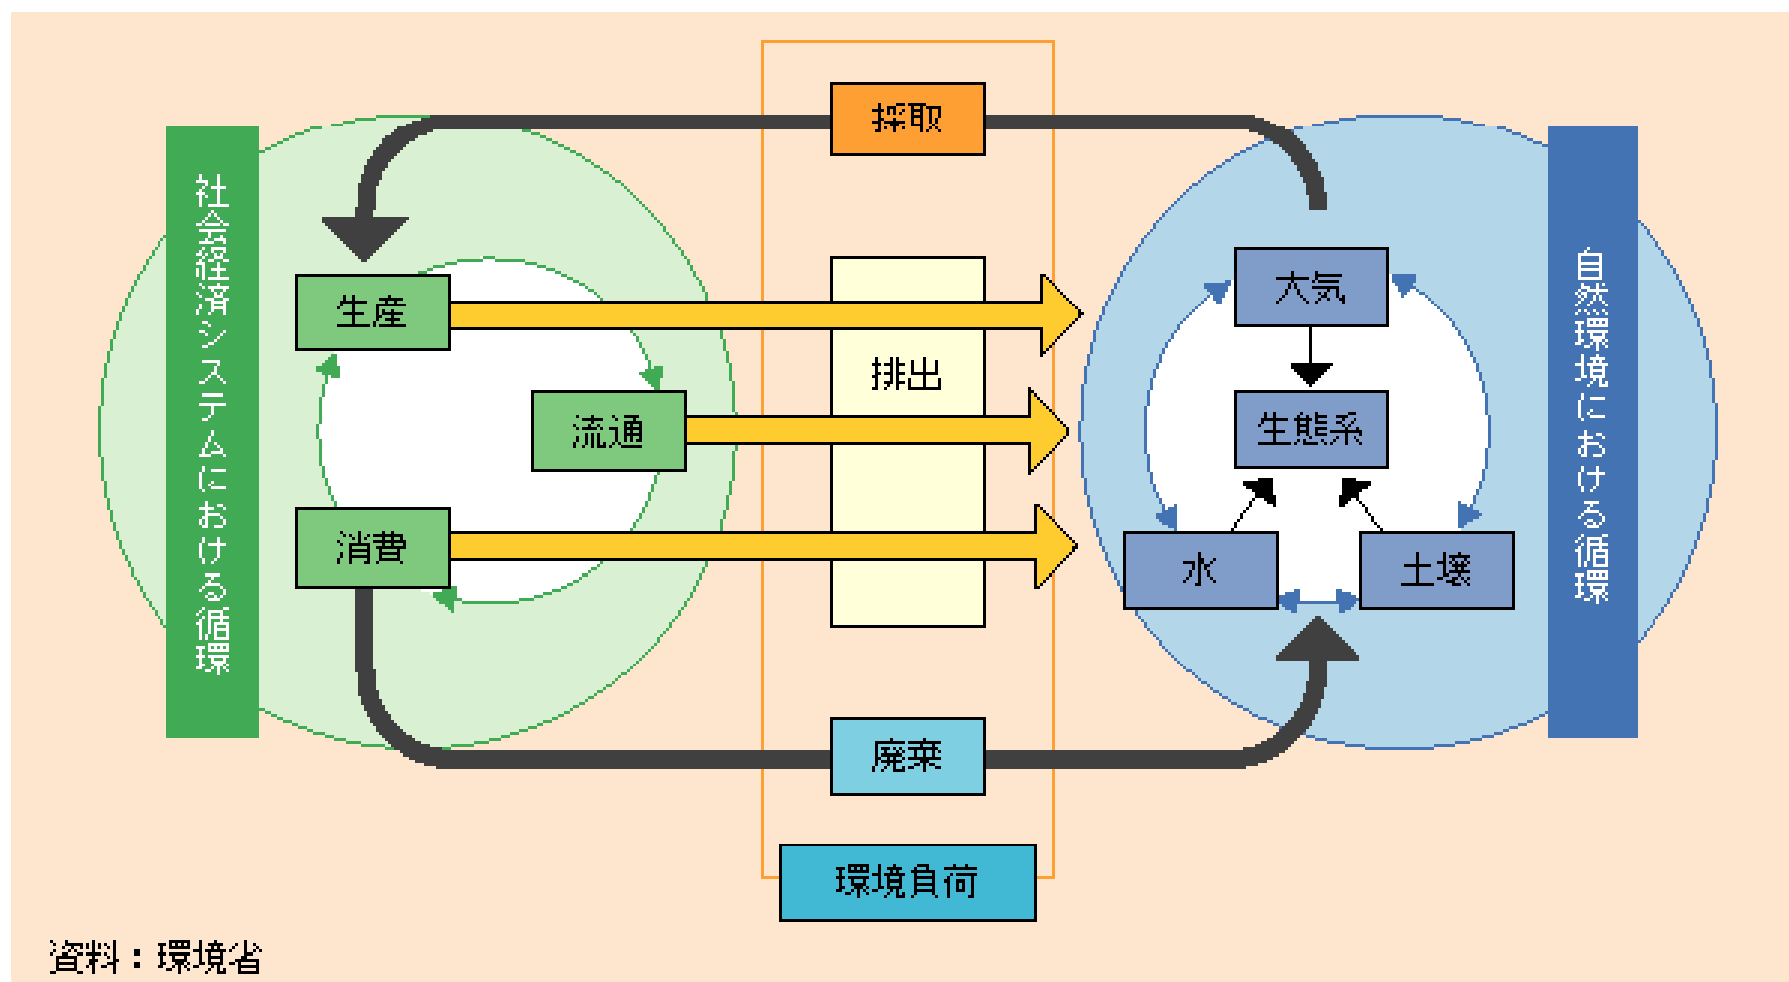 採取
社会経済システムにおける循環
自然環境における循環
生産
大気
排出
流通
生態系
消費
水
土壌
廃棄
環境負荷
資料：環境省